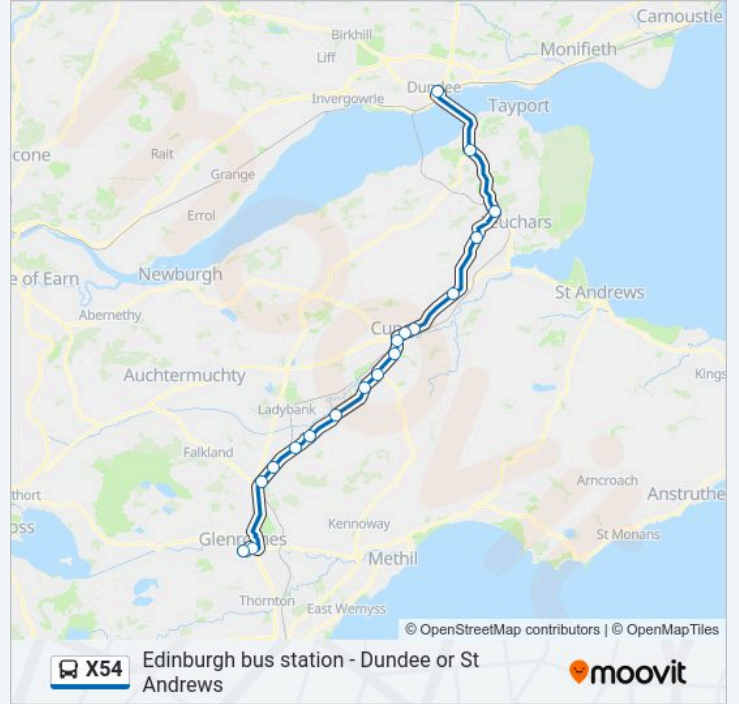 Carnoustie
Birkhill
Monifieth
Liff
Dundee
Invergowrie
Tayport
cone
Rait
Grange
Errol
euchars
e of Earn
Newburgh
St Andrews
Abernethy
Cup
Kings
Auchtermuchty
Ladybank
Falkland
Arncroach
thort
Anstruthe
oss
Kennoway
Glenrothes
St Monans
Methil
Thornton
East Wemyss
© OpenStreetMap contributors | © OpenMapTiles
X54
Edinburgh bus station - Dundee or St
Andrews
moovit